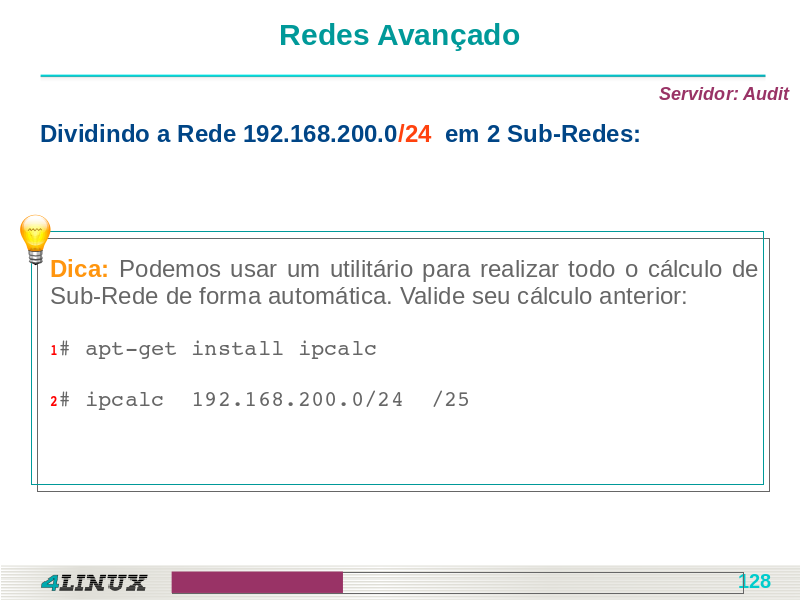 Redes Avançado
Servidor: Audit
Dividindo a Rede 192.168.200.0/24 em 2 Sub-Redes:
Dica: Podemos usar um utilitário para realizar todo o cálculo de
Sub-Rede de forma automática. Valide seu cálculo anterior:
1# apt-get install ipcalc
2# ipcalc 192.168.200.0/24 /25
4LINUX
128